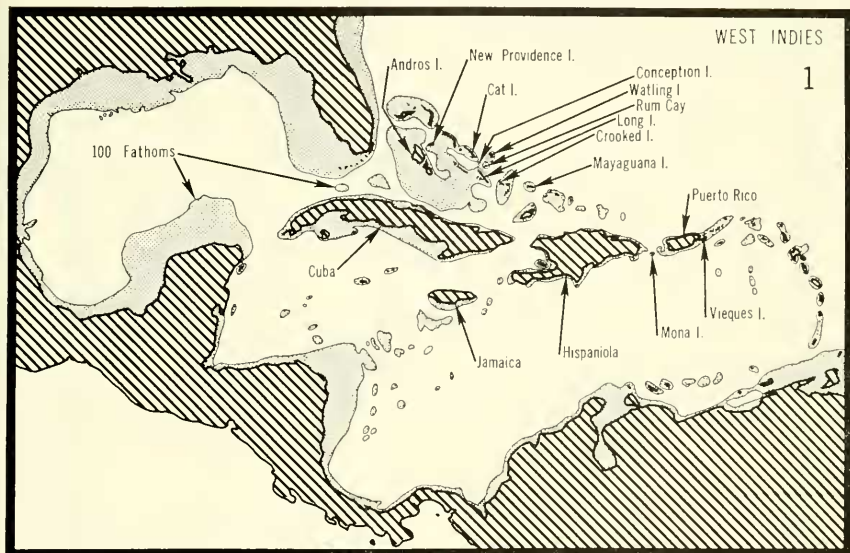 WEST INDIES
1
Andros I.
New Providence I.
Cat I.
Conception I.
Watling I
Rum Cay
Long I.
Crooked I.
Mayaguana I.
100 Fathoms
Puerto Rico
Cuba
Jamaica
Hispaniola
Mona I.
Vieques I.